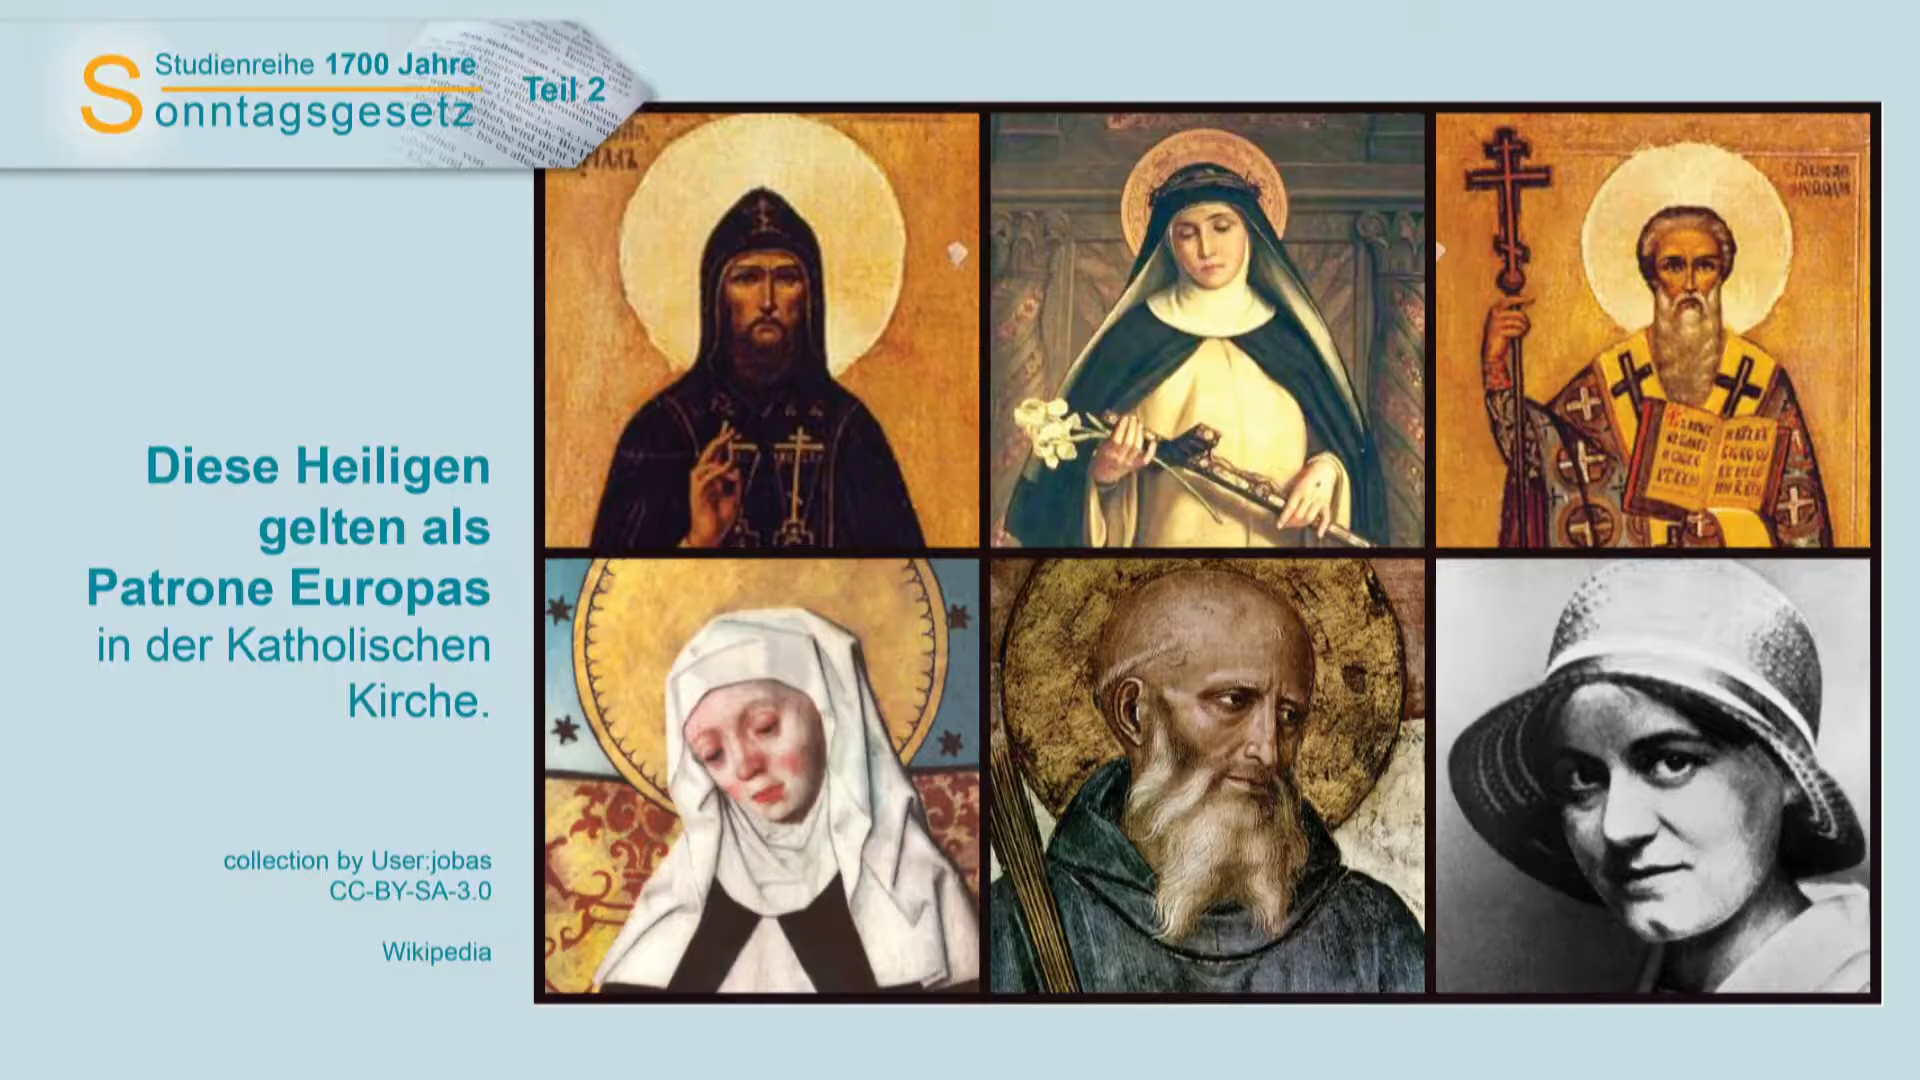 Studienreihe 1700 Jahre
Sonntagsgesetz
Teil 2
Diese Heiligen
gelten als
Patrone Europas
in der Katholischen
Kirche.
collection by User:jobas
CC-BY-SA-3.0
Wikipedia